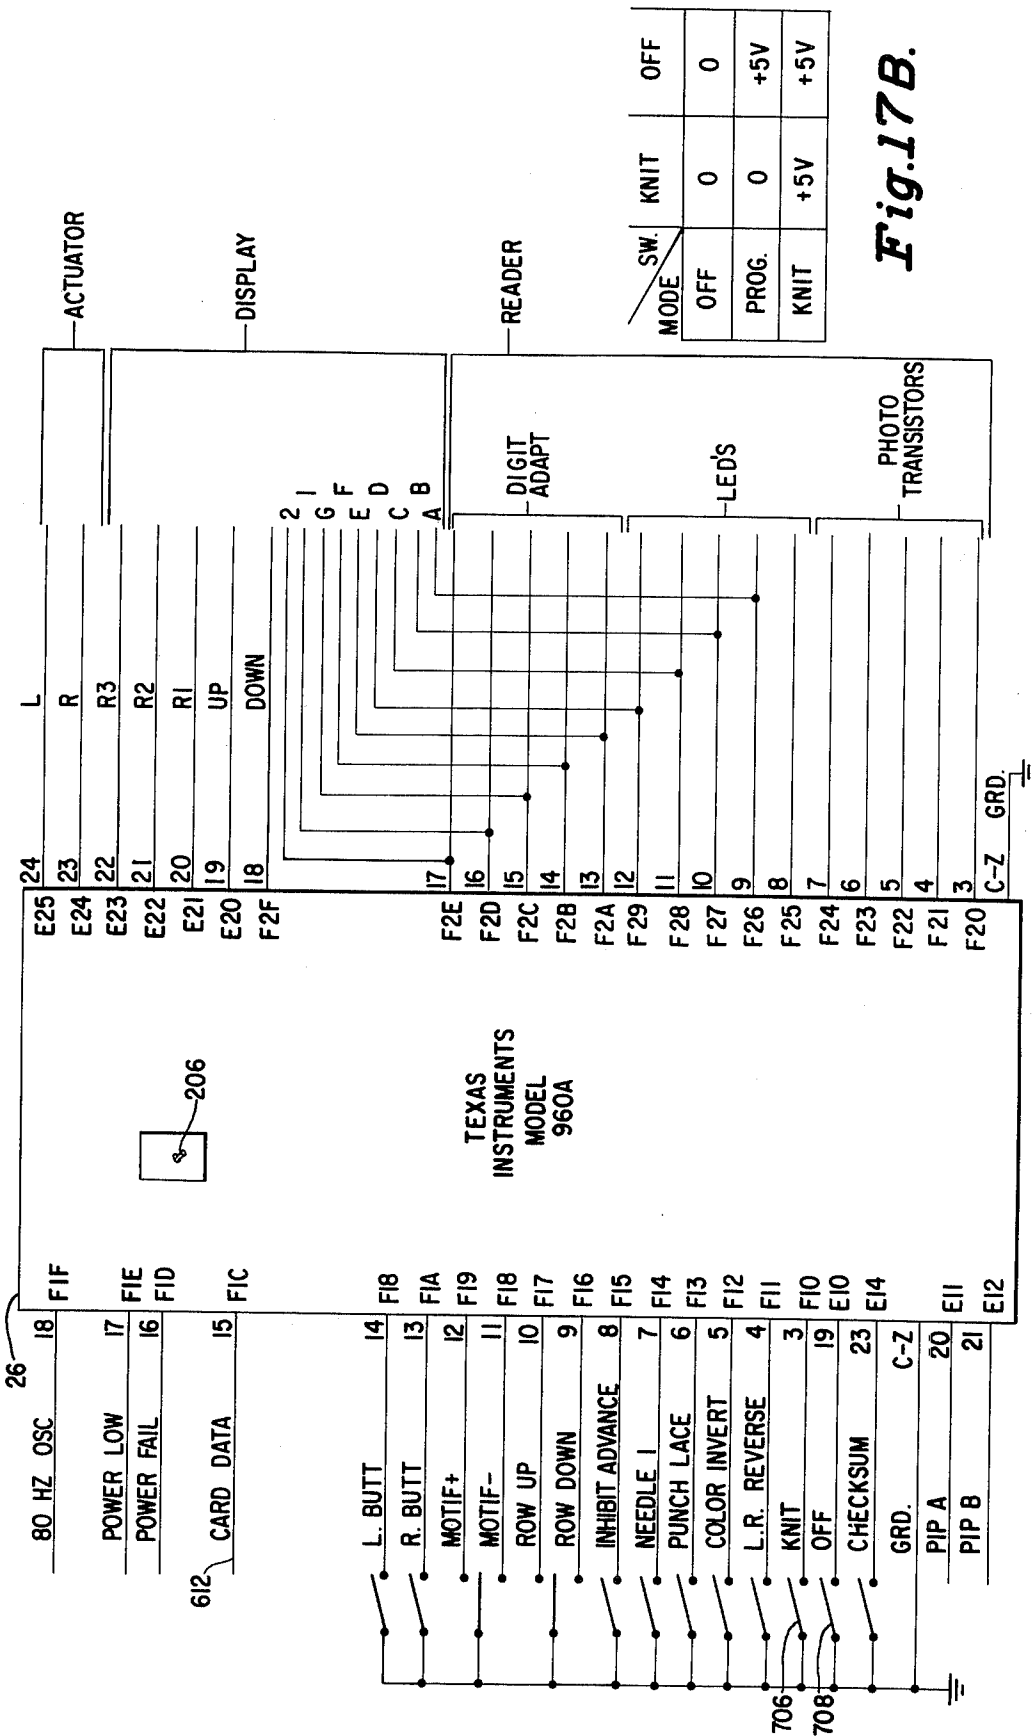 26
80 HZ OSC 18 F1F
POWER LOW 17 F1E
POWER FAIL 16 F1D
612
CARD DATA 15 F1C
L. BUTT 14 F18
R. BUTT 13 F1A
MOTIF+ 12 F19
MOTIF- 11 F18
ROW UP 10 F17
ROW DOWN 9 F16
INHIBIT ADVANCE 8 F15
NEEDLE 1 7 F14
PUNCH LACE 6 F13
COLOR INVERT 5 F12
L.R. REVERSE 4 F11
706
KNIT 3 F10
708
OFF 19 E10
CHECKSUM 23 E14
GRD. C-Z
PIP A 20 E11
PIP B 21 E12
206
TEXAS
INSTRUMENTS
MODEL
960A
E25 24 L
E24 23 R
E23 22 R3
E22 21 R2
E21 20 R1
E20 19 UP
F2F 18 DOWN
F2E 17
F2D 16
F2C 15
F2B 14
F2A 13
F29 12
F28 11
F27 10
F26 9
F25 8
F24 7
F23 6
F22 5
F21 4
F20 3
C-Z GRD.
2
1
G
F
E
D
C
B
A
ACTUATOR
DISPLAY
READER
DIGIT
ADAPT
LED'S
PHOTO
TRANSISTORS
SW. KNIT OFF
MODE
OFF 0 0
PROG. 0 +5V
KNIT +5V +5V
Fig.17B.